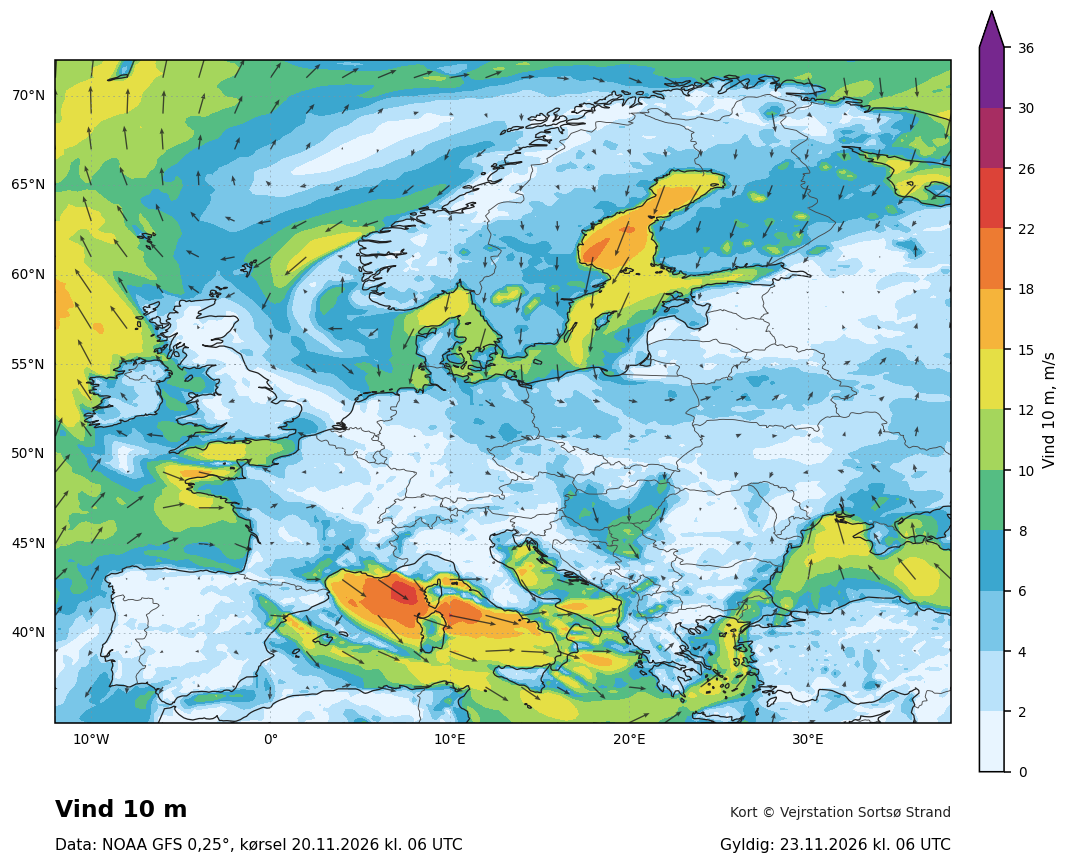 70°N
65°N
60°N
55°N
50°N
45°N
40°N
10°W
0°
10°E
20°E
30°E
36
30
26
22
18
15
12
10
8
6
4
2
0
Vind 10 m, m/s
Vind 10 m
Kort © Vejrstation Sortsø Strand
Data: NOAA GFS 0,25°, kørsel 20.11.2026 kl. 06 UTC
Gyldig: 23.11.2026 kl. 06 UTC